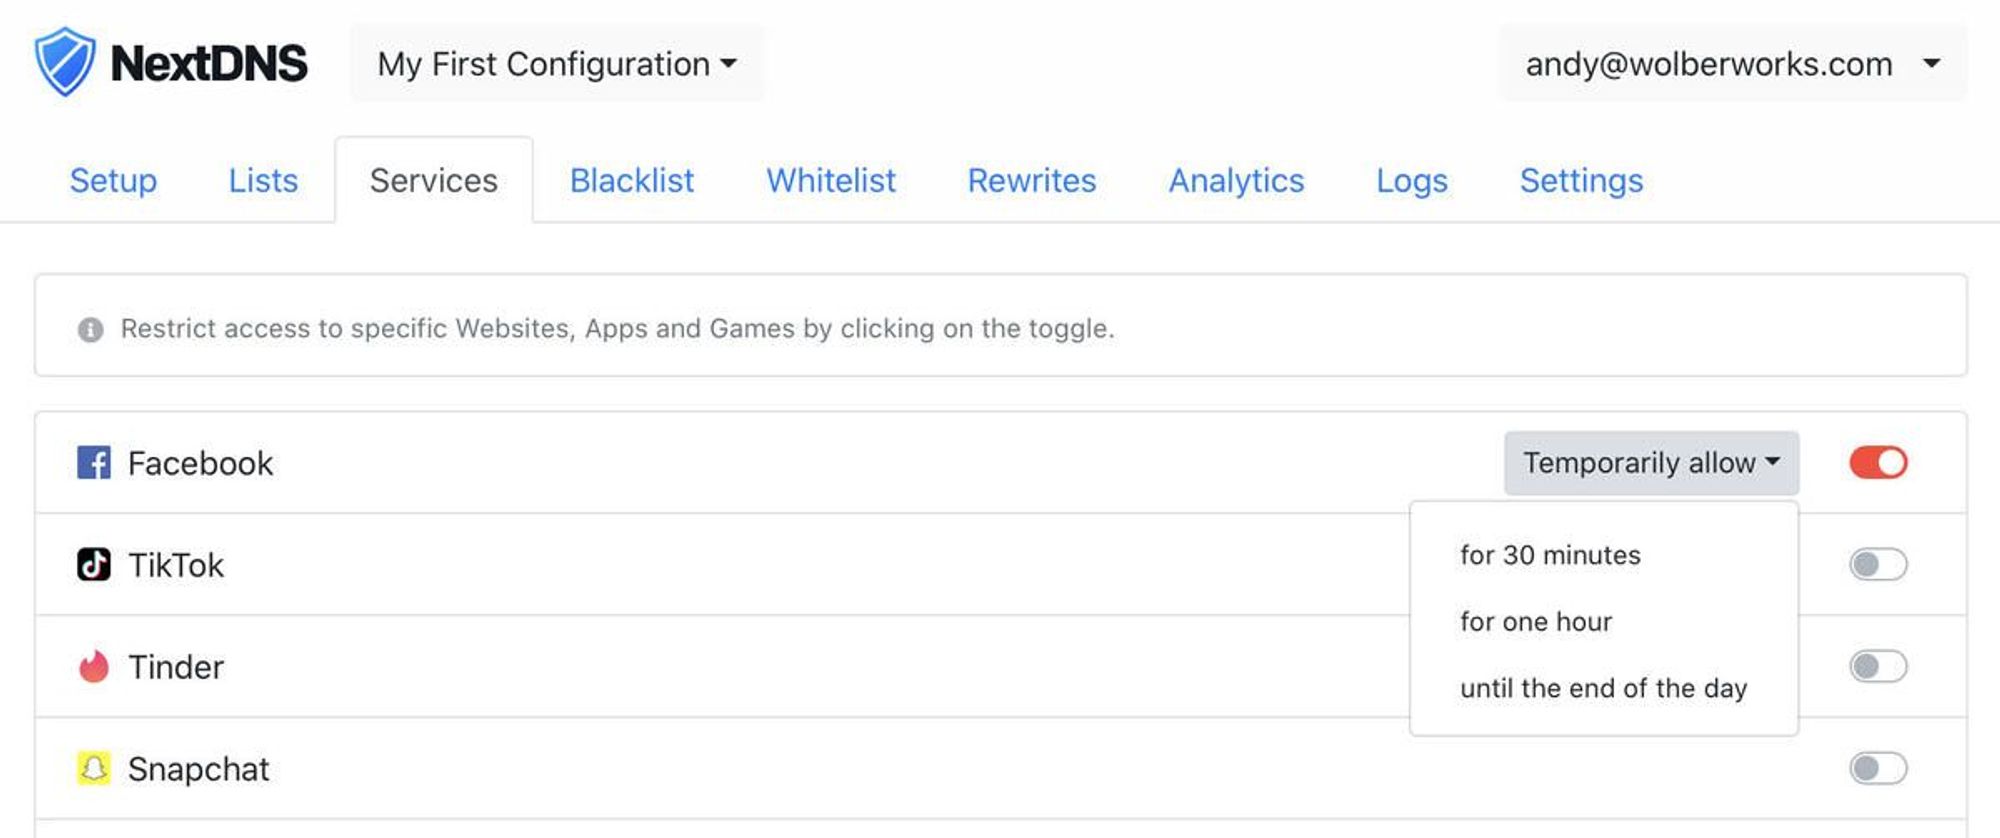 NextDNS My First Configuration andy@wolberworks.com
Setup Lists Services Blacklist Whitelist Rewrites Analytics Logs Settings
Restrict access to specific Websites, Apps and Games by clicking on the toggle.
Facebook Temporarily allow
for 30 minutes
TikTok
for one hour
Tinder
until the end of the day
Snapchat